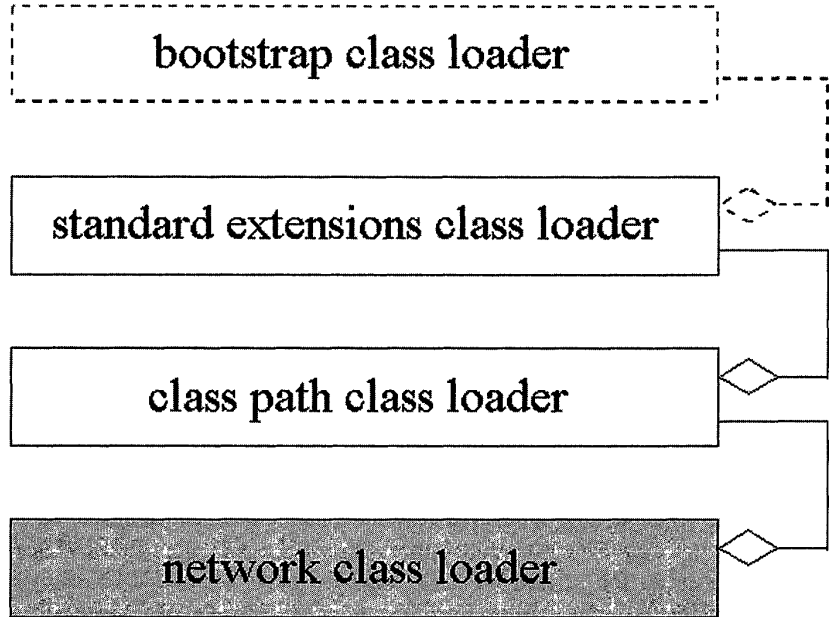 bootstrap class loader
standard extensions class loader
class path class loader
network class loader